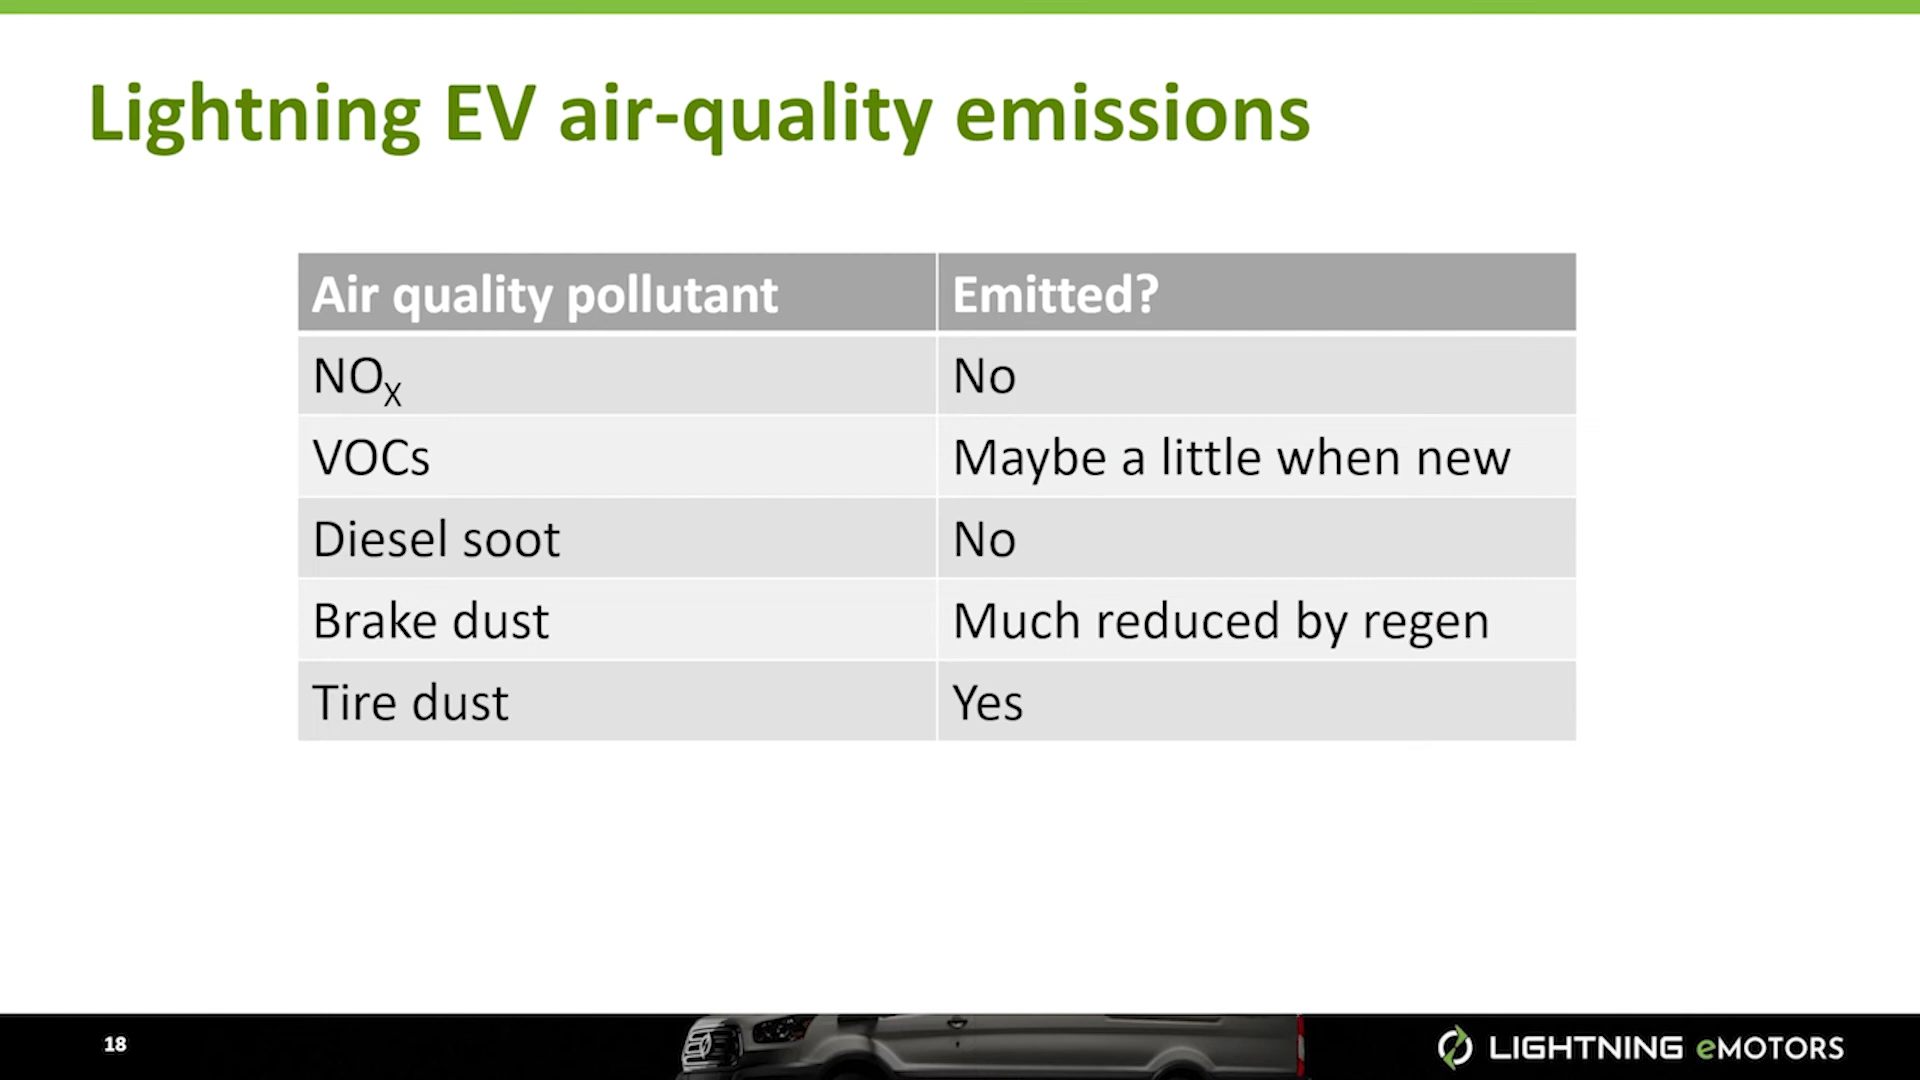 Lightning EV air-quality emissions
Air quality pollutant Emitted?
NOX No
VOCs Maybe a little when new
Diesel soot No
Brake dust Much reduced by regen
Tire dust Yes
18
LIGHTNING eMOTORS